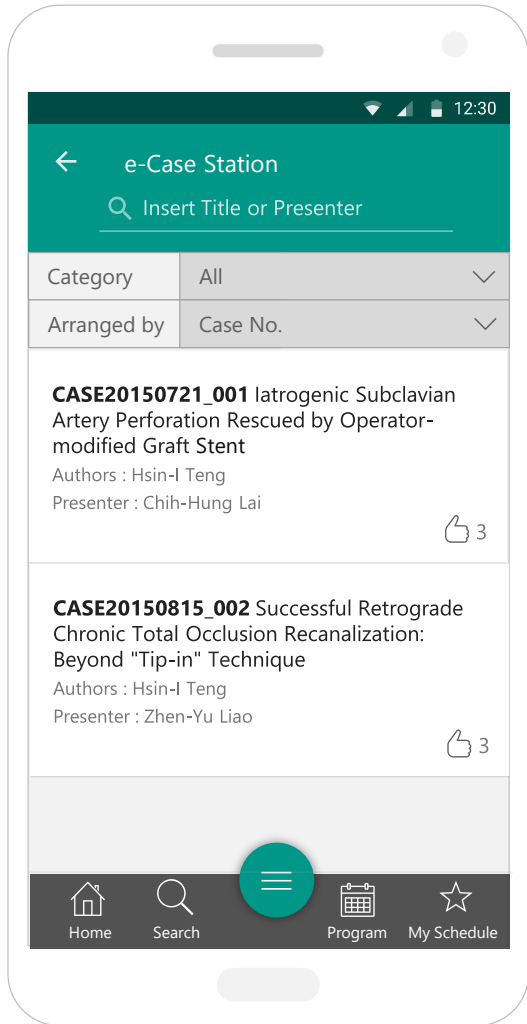 12:30
e-Case Station
Insert Title or Presenter
Category All
Arranged by Case No.
CASE20150721_001 Iatrogenic Subclavian
Artery Perforation Rescued by Operator-
modified Graft Stent
Authors : Hsin-I Teng
Presenter : Chih-Hung Lai
3
CASE20150815_002 Successful Retrograde
Chronic Total Occlusion Recanalization:
Beyond "Tip-in" Technique
Authors : Hsin-I Teng
Presenter : Zhen-Yu Liao
3
Home Search Program My Schedule